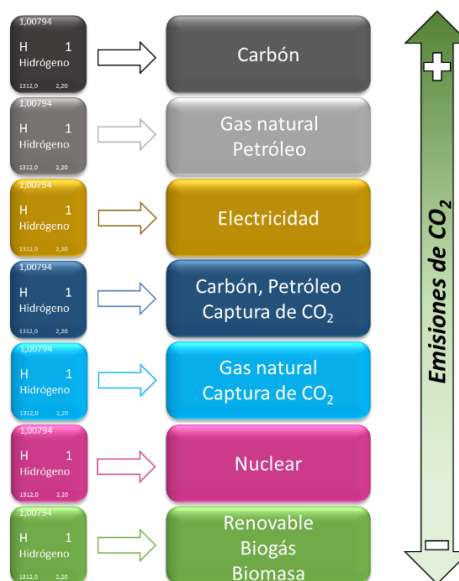 1,00794
H 1
Hidrógeno
1312,0 2,20
Carbón
1,00794
H 1
Hidrógeno
1312,0 2,20
Gas natural
Petróleo
1,00794
H 1
Hidrógeno
1312,0 2,20
Electricidad
1,00794
H 1
Hidrógeno
1312,0 2,20
Carbón, Petróleo
Captura de CO₂
1,00794
H 1
Hidrógeno
1312,0 2,20
Gas natural
Captura de CO₂
1,00794
H 1
Hidrógeno
1312,0 2,20
Nuclear
1,00794
H 1
Hidrógeno
1312,0 2,20
Renovable
Biogás
Biomasa
+
Emisiones de CO₂
−